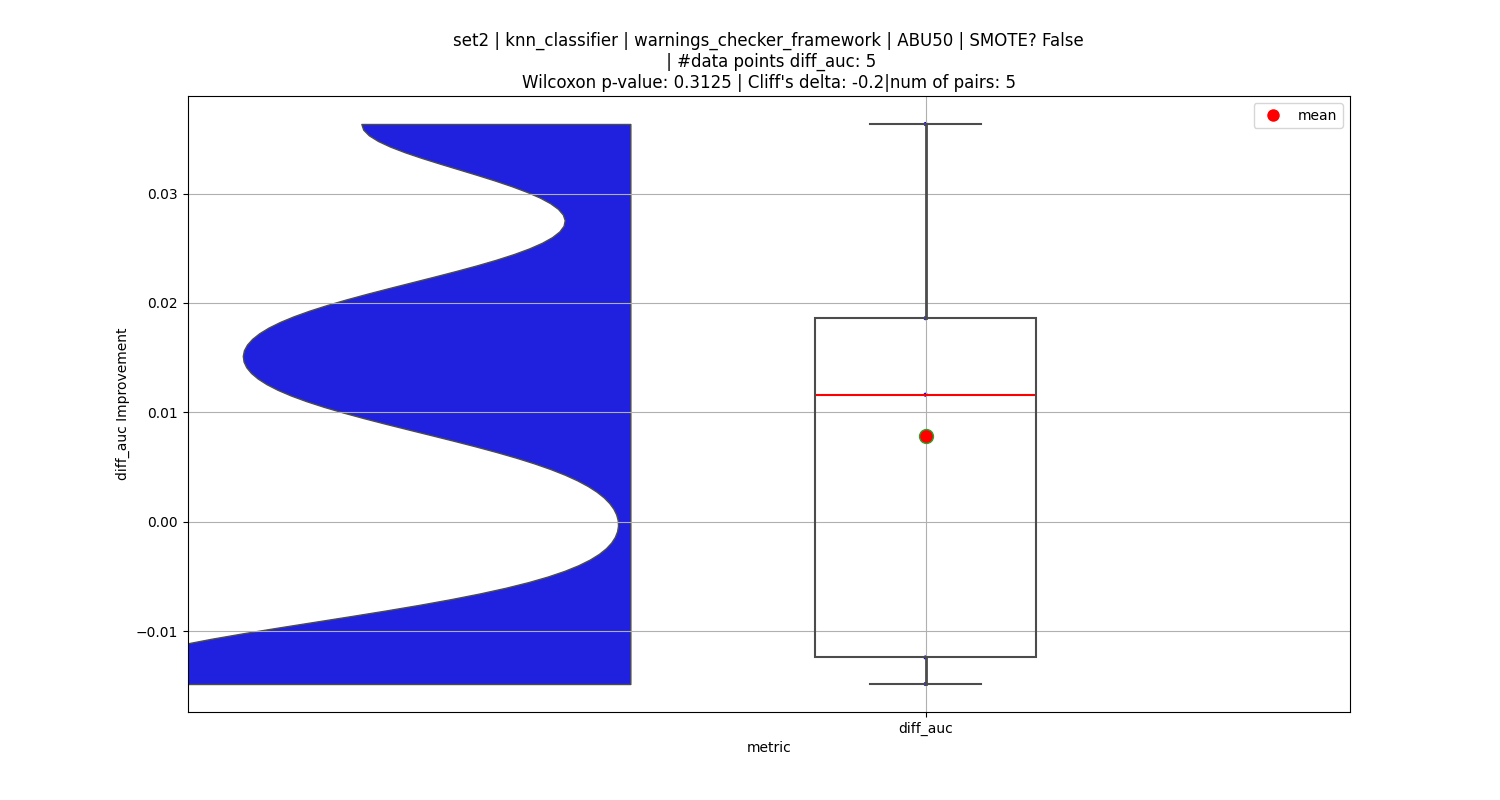 set2 | knn_classifier | warnings_checker_framework | ABU50 | SMOTE? False
| #data points diff_auc: 5
Wilcoxon p-value: 0.3125 | Cliff's delta: -0.2|num of pairs: 5
mean
0.03
0.02
0.01
0.00
−0.01
diff_auc Improvement
diff_auc
metric